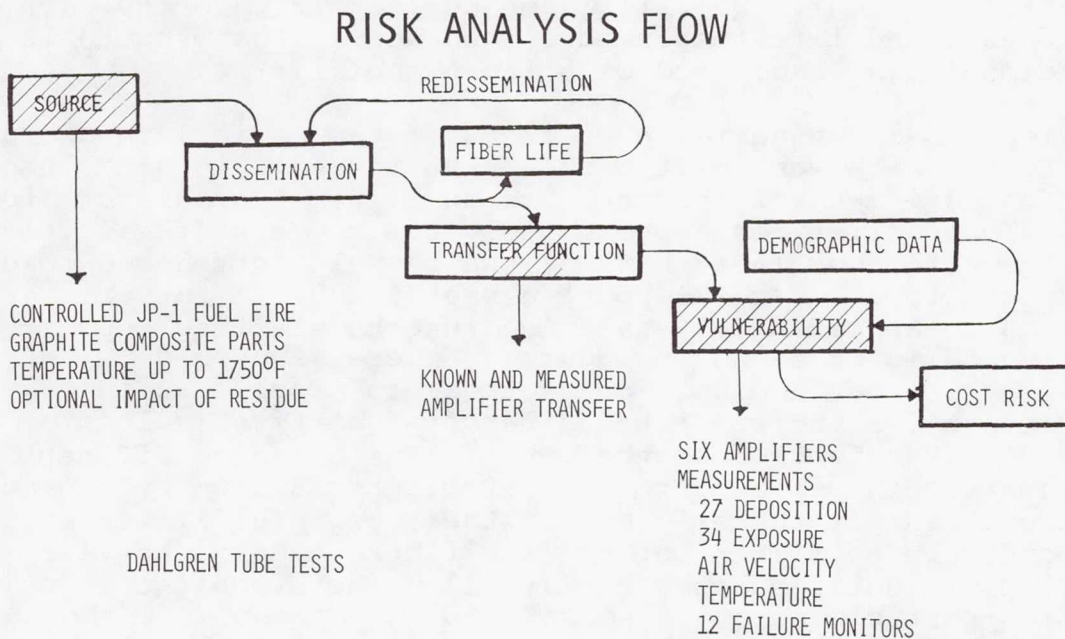 RISK ANALYSIS FLOW
SOURCE
REDISSEMINATION
FIBER LIFE
DISSEMINATION
TRANSFER FUNCTION
DEMOGRAPHIC DATA
VULNERABILITY
COST RISK
CONTROLLED JP-1 FUEL FIRE
GRAPHITE COMPOSITE PARTS
TEMPERATURE UP TO 1750°F
OPTIONAL IMPACT OF RESIDUE
KNOWN AND MEASURED
AMPLIFIER TRANSFER
SIX AMPLIFIERS
MEASUREMENTS
27 DEPOSITION
34 EXPOSURE
AIR VELOCITY
TEMPERATURE
12 FAILURE MONITORS
DAHLGREN TUBE TESTS